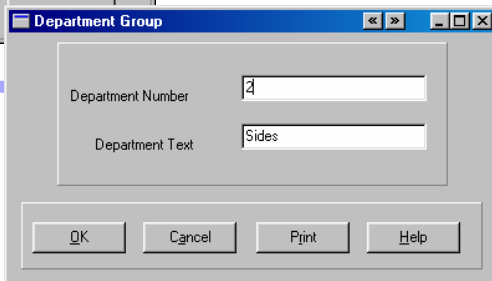 Department Group « »
Department Number 2
Department Text Sides
OK Cancel Print Help